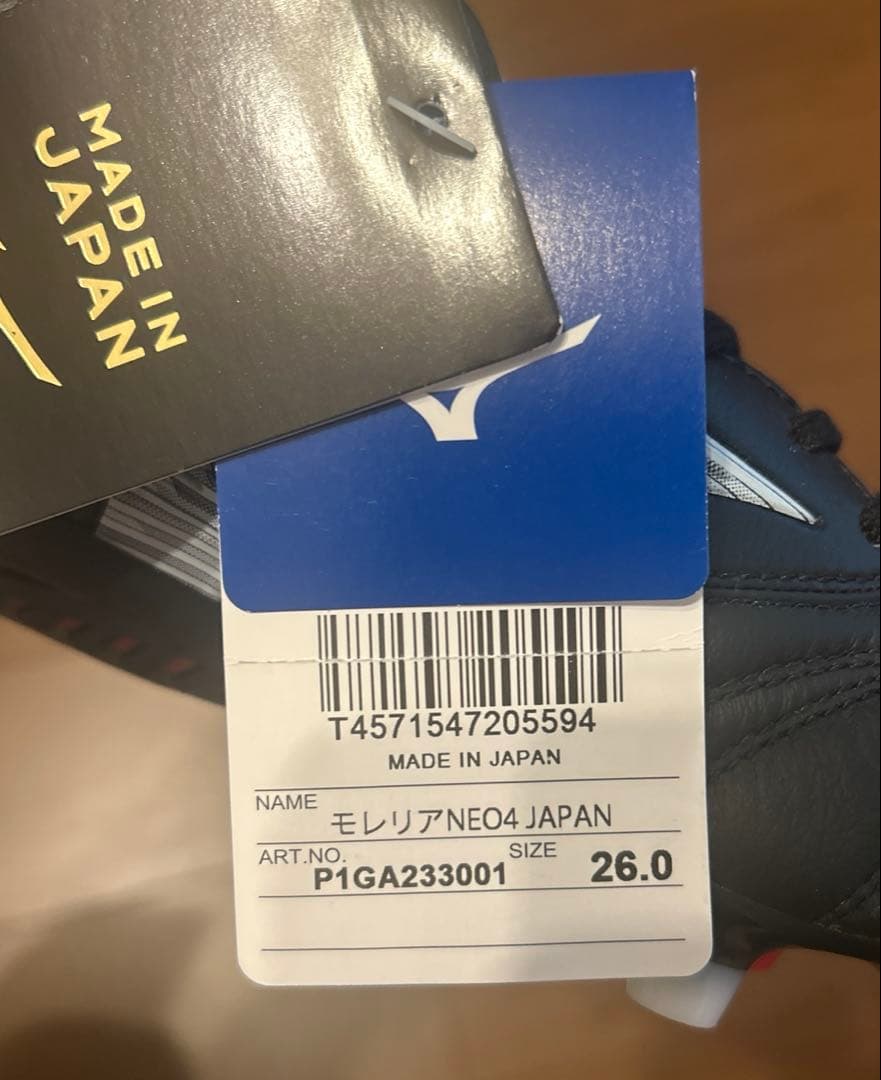 MADE IN
JAPAN
T4571547205594
MADE IN JAPAN
NAME
モレリアNEO4 JAPAN
ART.NO.
P1GA233001
SIZE
26.0